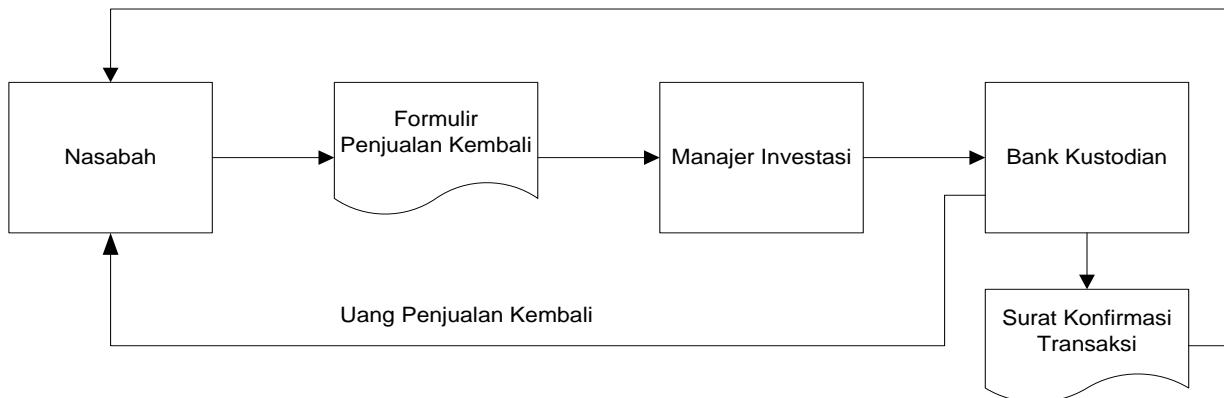 Nasabah
Formulir
Penjualan Kembali
Manajer Investasi
Bank Kustodian
Uang Penjualan Kembali
Surat Konfirmasi
Transaksi